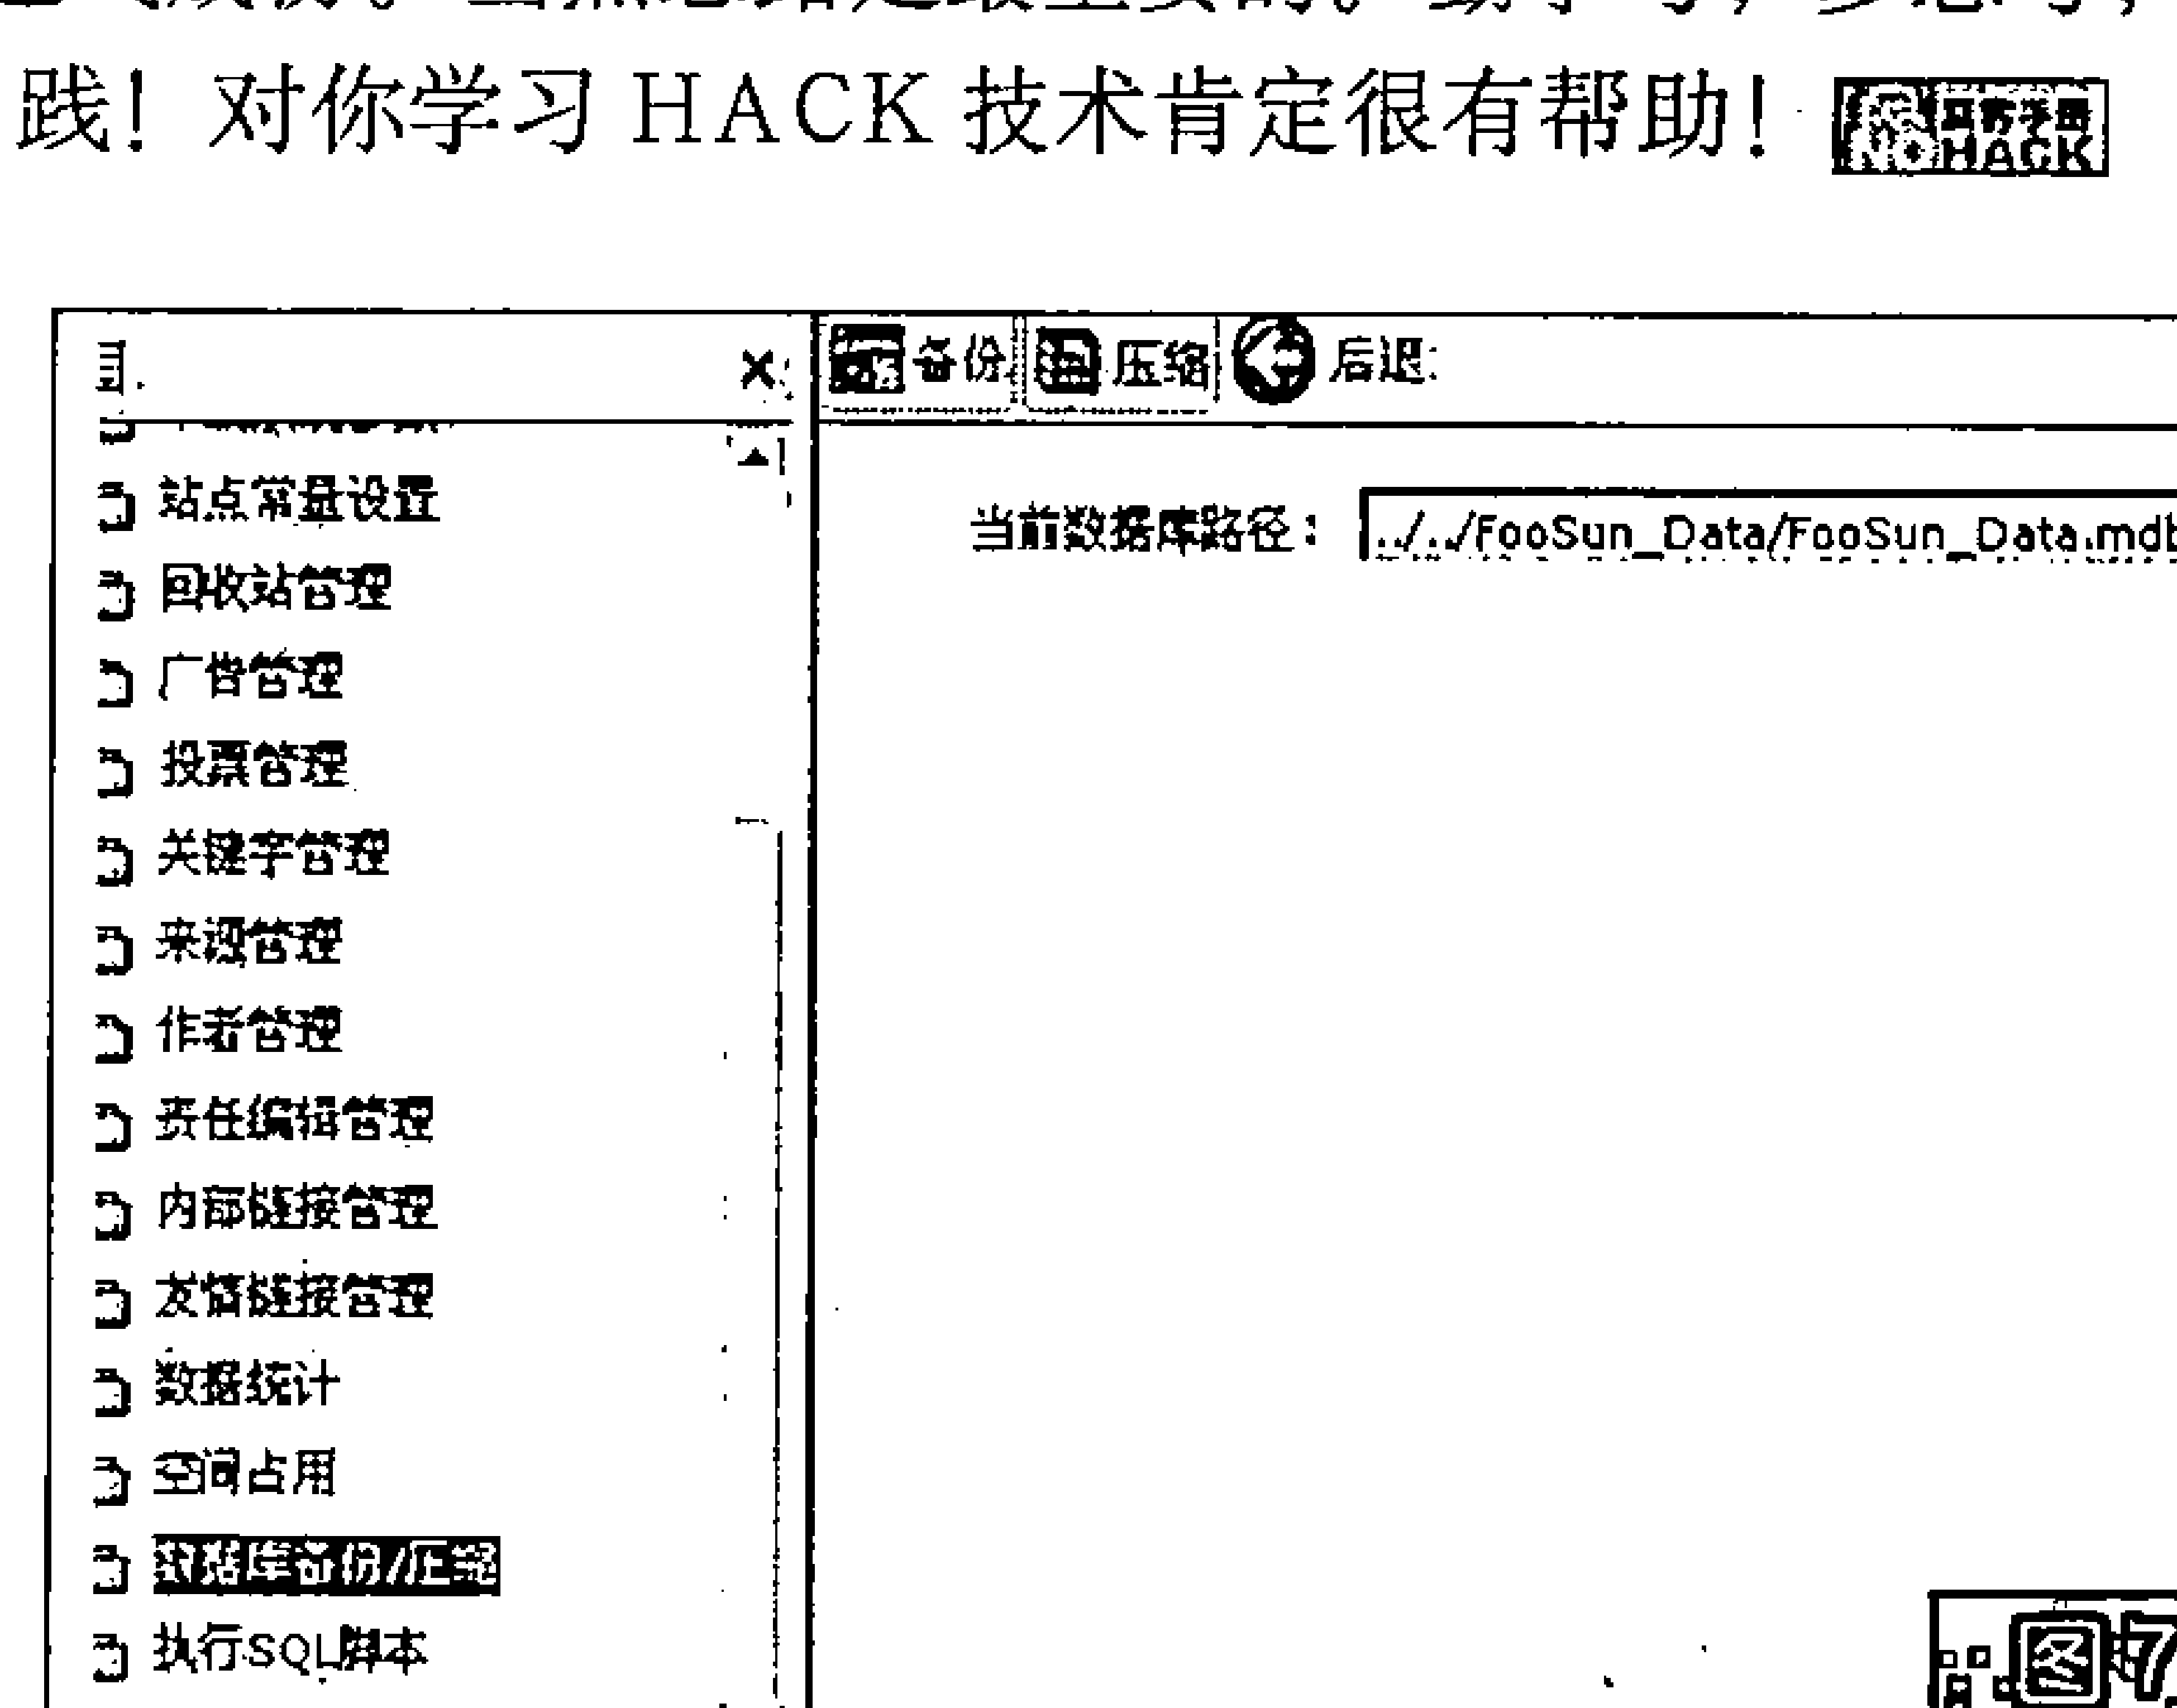 践！对你学习 HACK 技术肯定很有帮助！
NO HACK
备份 压缩 后退
站点常量设置
当前数据库路径： ../../FooSun_Data/FooSun_Data.mdb
回收站管理
广告管理
投票管理
关键字管理
来源管理
作者管理
责任编辑管理
内部链接管理
友情链接管理
数据统计
空间占用
数据库备份/压缩
执行SQL脚本
图7